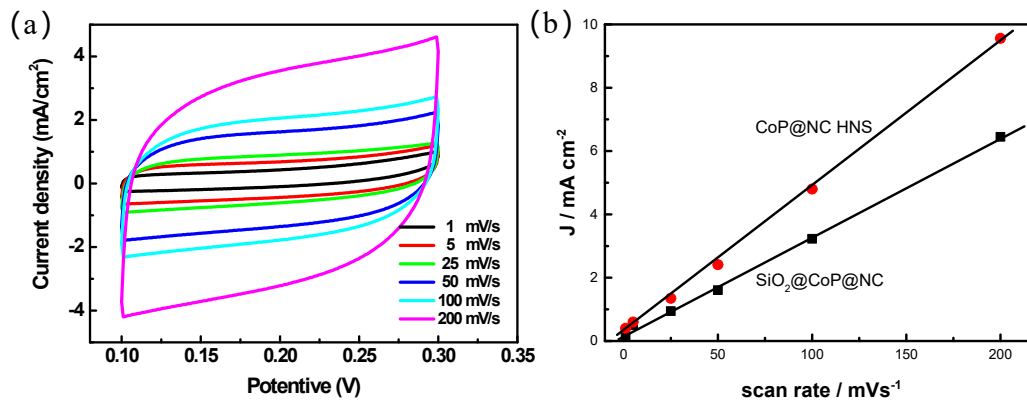 (a)
Current density (mA/cm²)
4
2
0
-2
-4
1 mV/s
5 mV/s
25 mV/s
50 mV/s
100 mV/s
200 mV/s
0.10 0.15 0.20 0.25 0.30 0.35
Potentive (V)
(b)
J / mA cm⁻²
10
8
6
4
2
0
CoP@NC HNS
SiO₂@CoP@NC
0 50 100 150 200
scan rate / mVs⁻¹